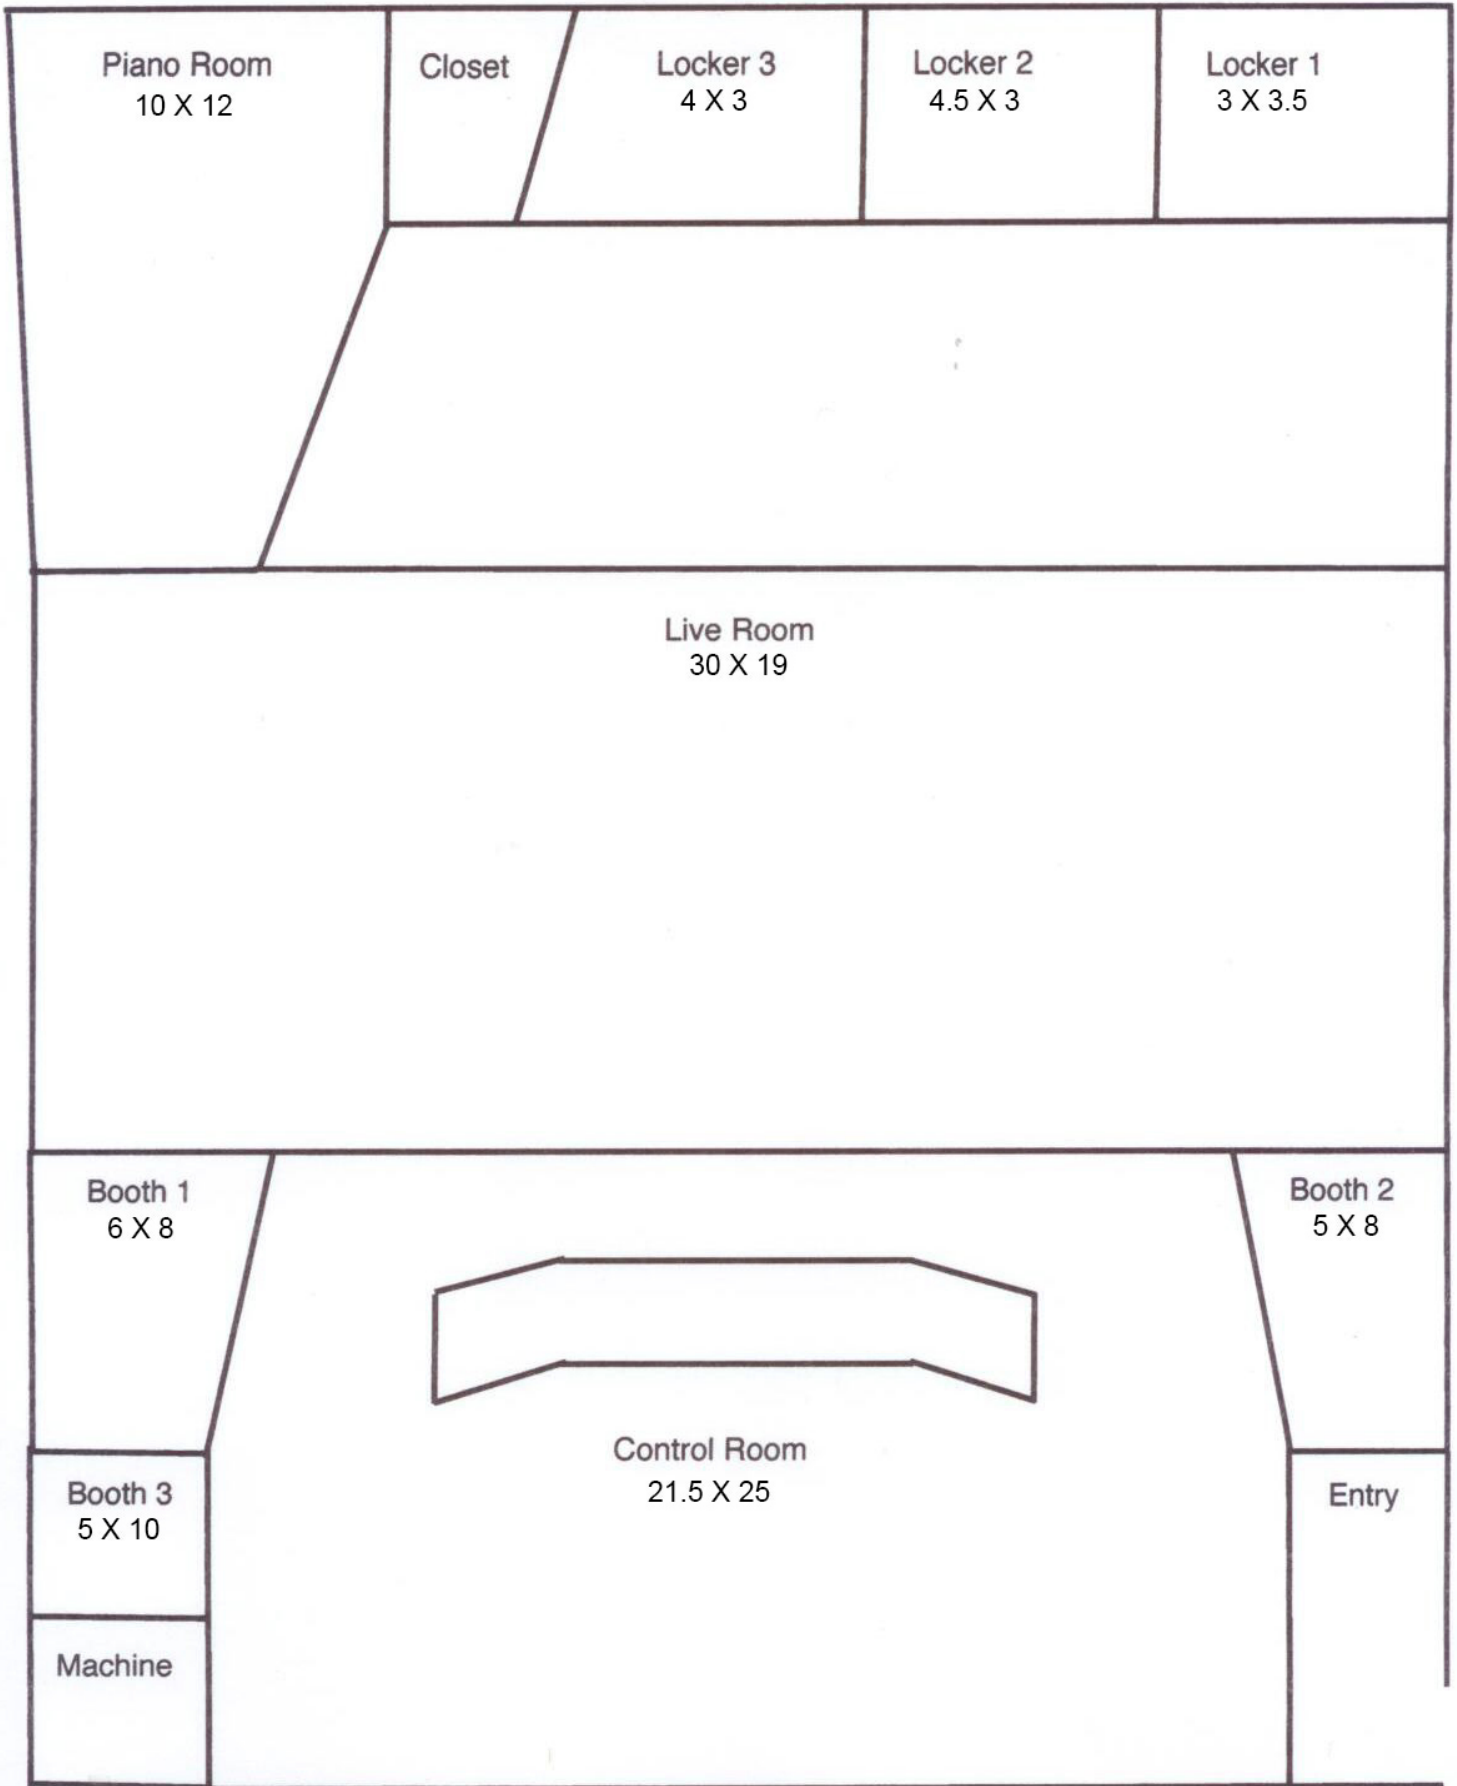 Piano Room
10 X 12
Closet
Locker 3
4 X 3
Locker 2
4.5 X 3
Locker 1
3 X 3.5
Live Room
30 X 19
Booth 1
6 X 8
Booth 2
5 X 8
Control Room
21.5 X 25
Booth 3
5 X 10
Entry
Machine